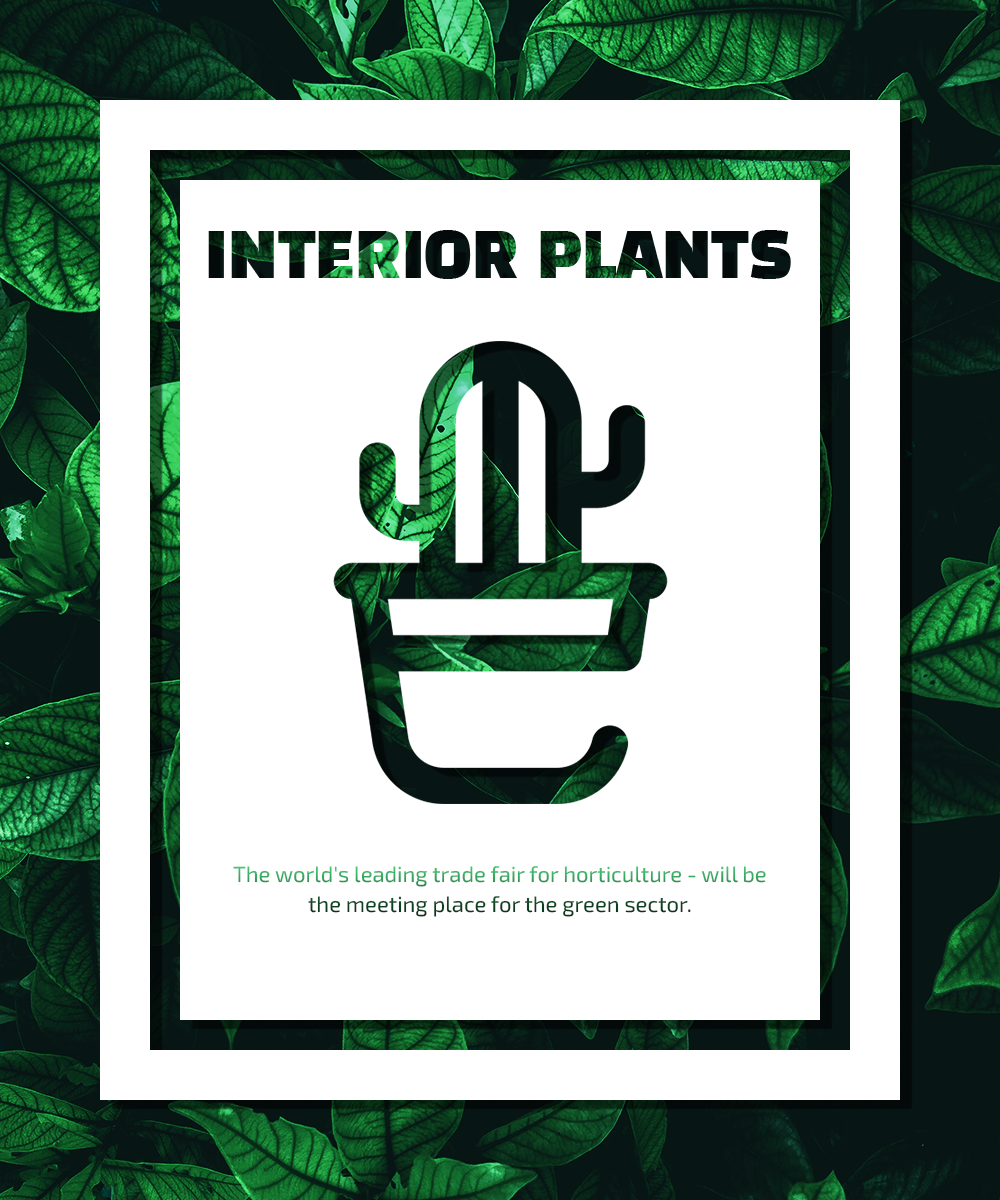 INTERIOR PLANTS
The world's leading trade fair for horticulture - will be
the meeting place for the green sector.